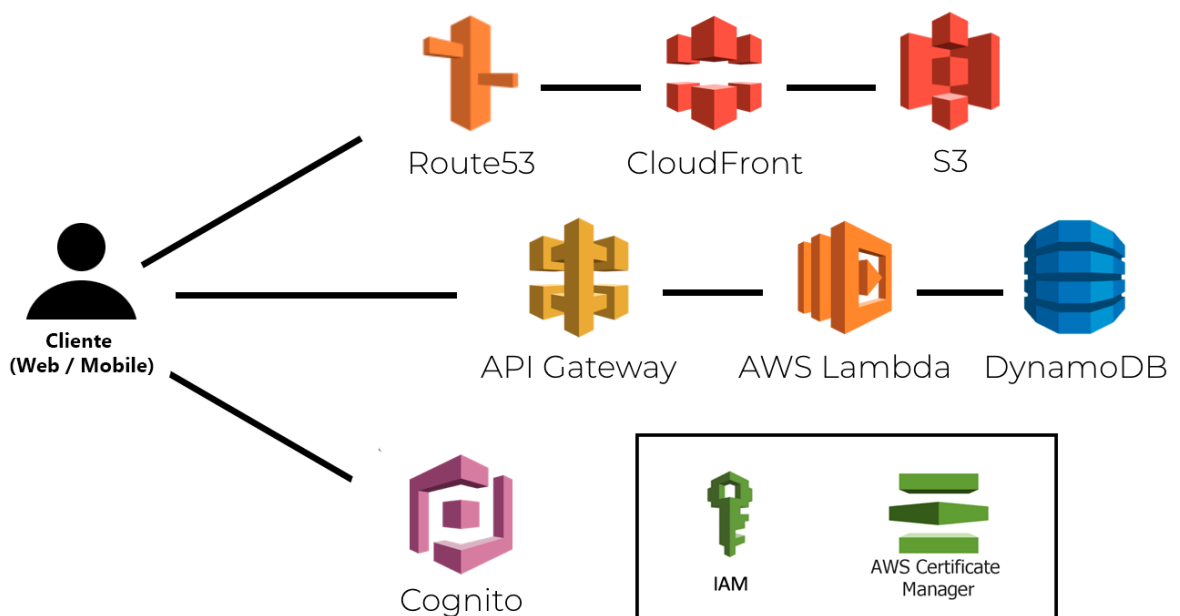 Route53
CloudFront
S3
Cliente
(Web / Mobile)
API Gateway
AWS Lambda
DynamoDB
Cognito
IAM
AWS Certificate
Manager